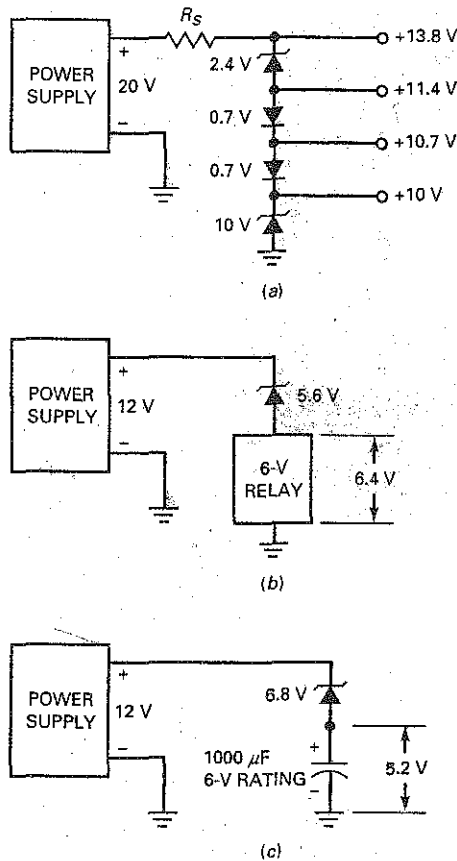 POWER
SUPPLY
+
20 V
−
R_S
2.4 V
0.7 V
0.7 V
10 V
+13.8 V
+11.4 V
+10.7 V
+10 V
(a)
POWER
SUPPLY
+
12 V
−
5.6 V
6-V
RELAY
6.4 V
(b)
POWER
SUPPLY
+
12 V
−
6.8 V
1000 μF
6-V RATING
+
−
5.2 V
(c)